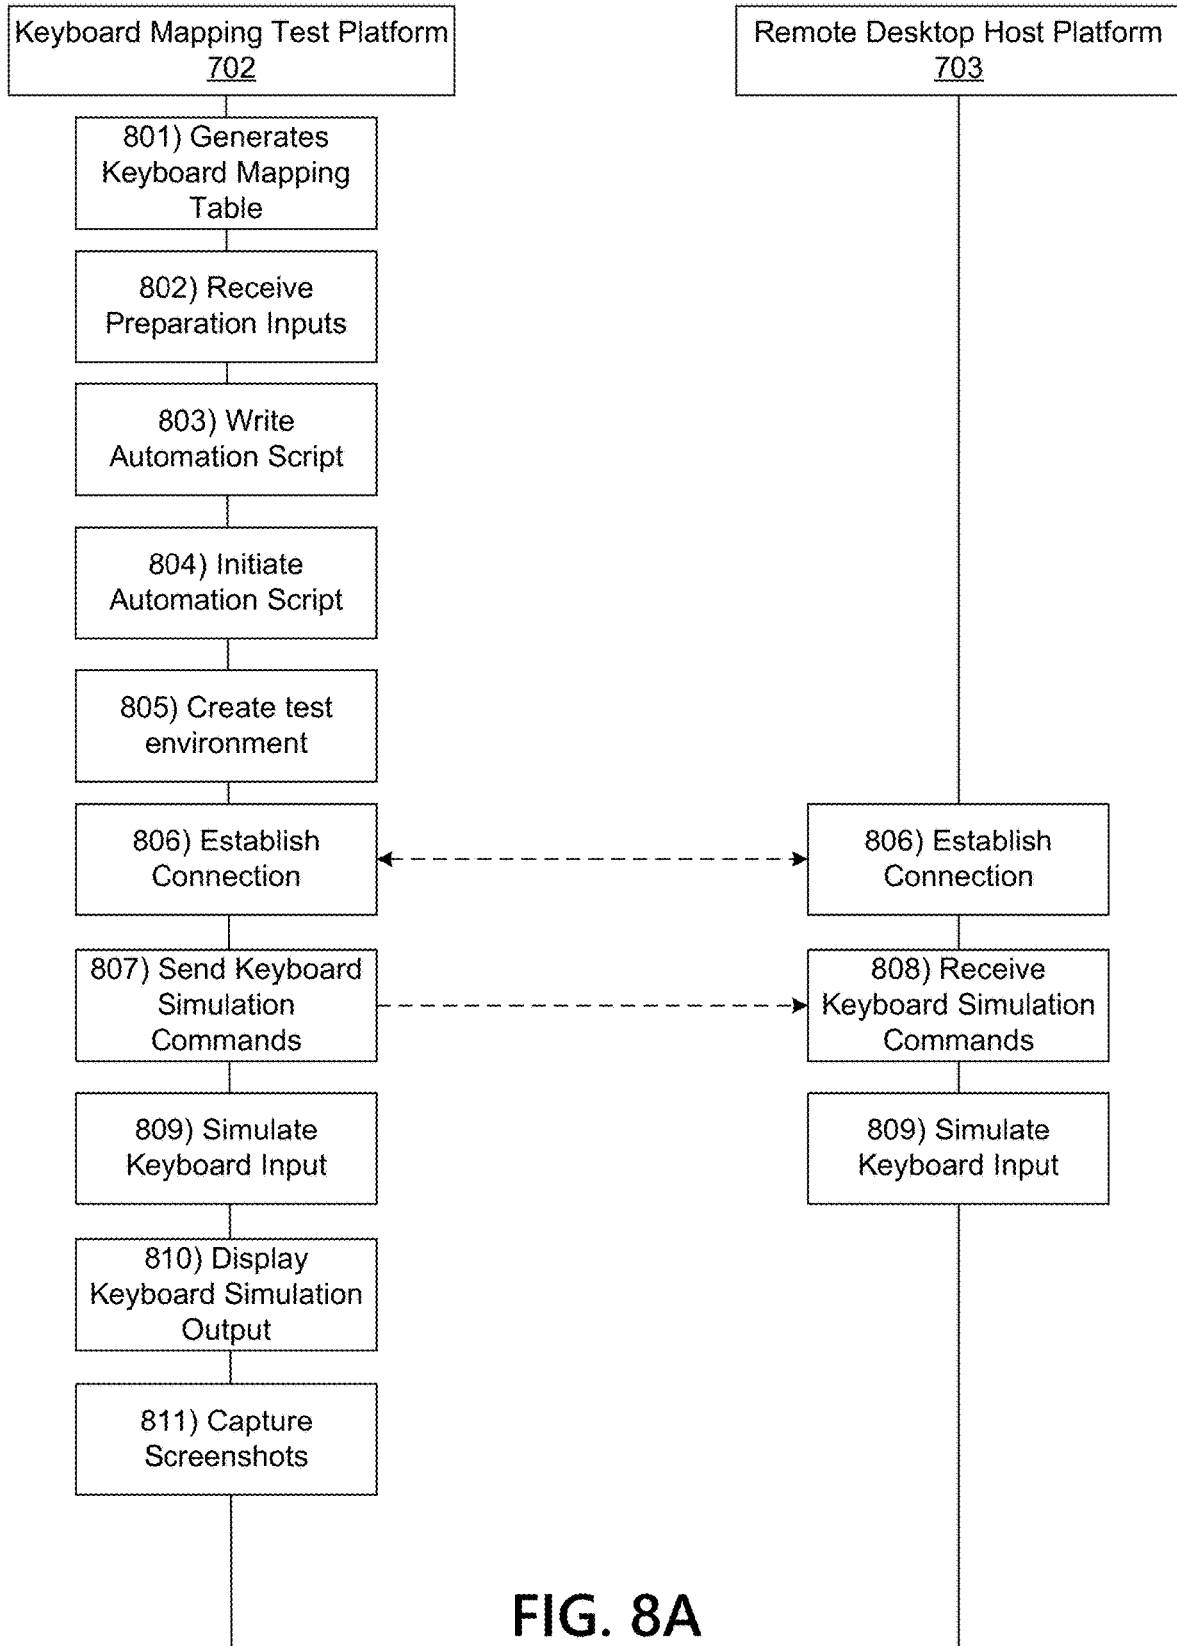 Keyboard Mapping Test Platform
702
Remote Desktop Host Platform
703
801) Generates
Keyboard Mapping
Table
802) Receive
Preparation Inputs
803) Write
Automation Script
804) Initiate
Automation Script
805) Create test
environment
806) Establish
Connection
806) Establish
Connection
807) Send Keyboard
Simulation
Commands
808) Receive
Keyboard Simulation
Commands
809) Simulate
Keyboard Input
809) Simulate
Keyboard Input
810) Display
Keyboard Simulation
Output
811) Capture
Screenshots
FIG. 8A